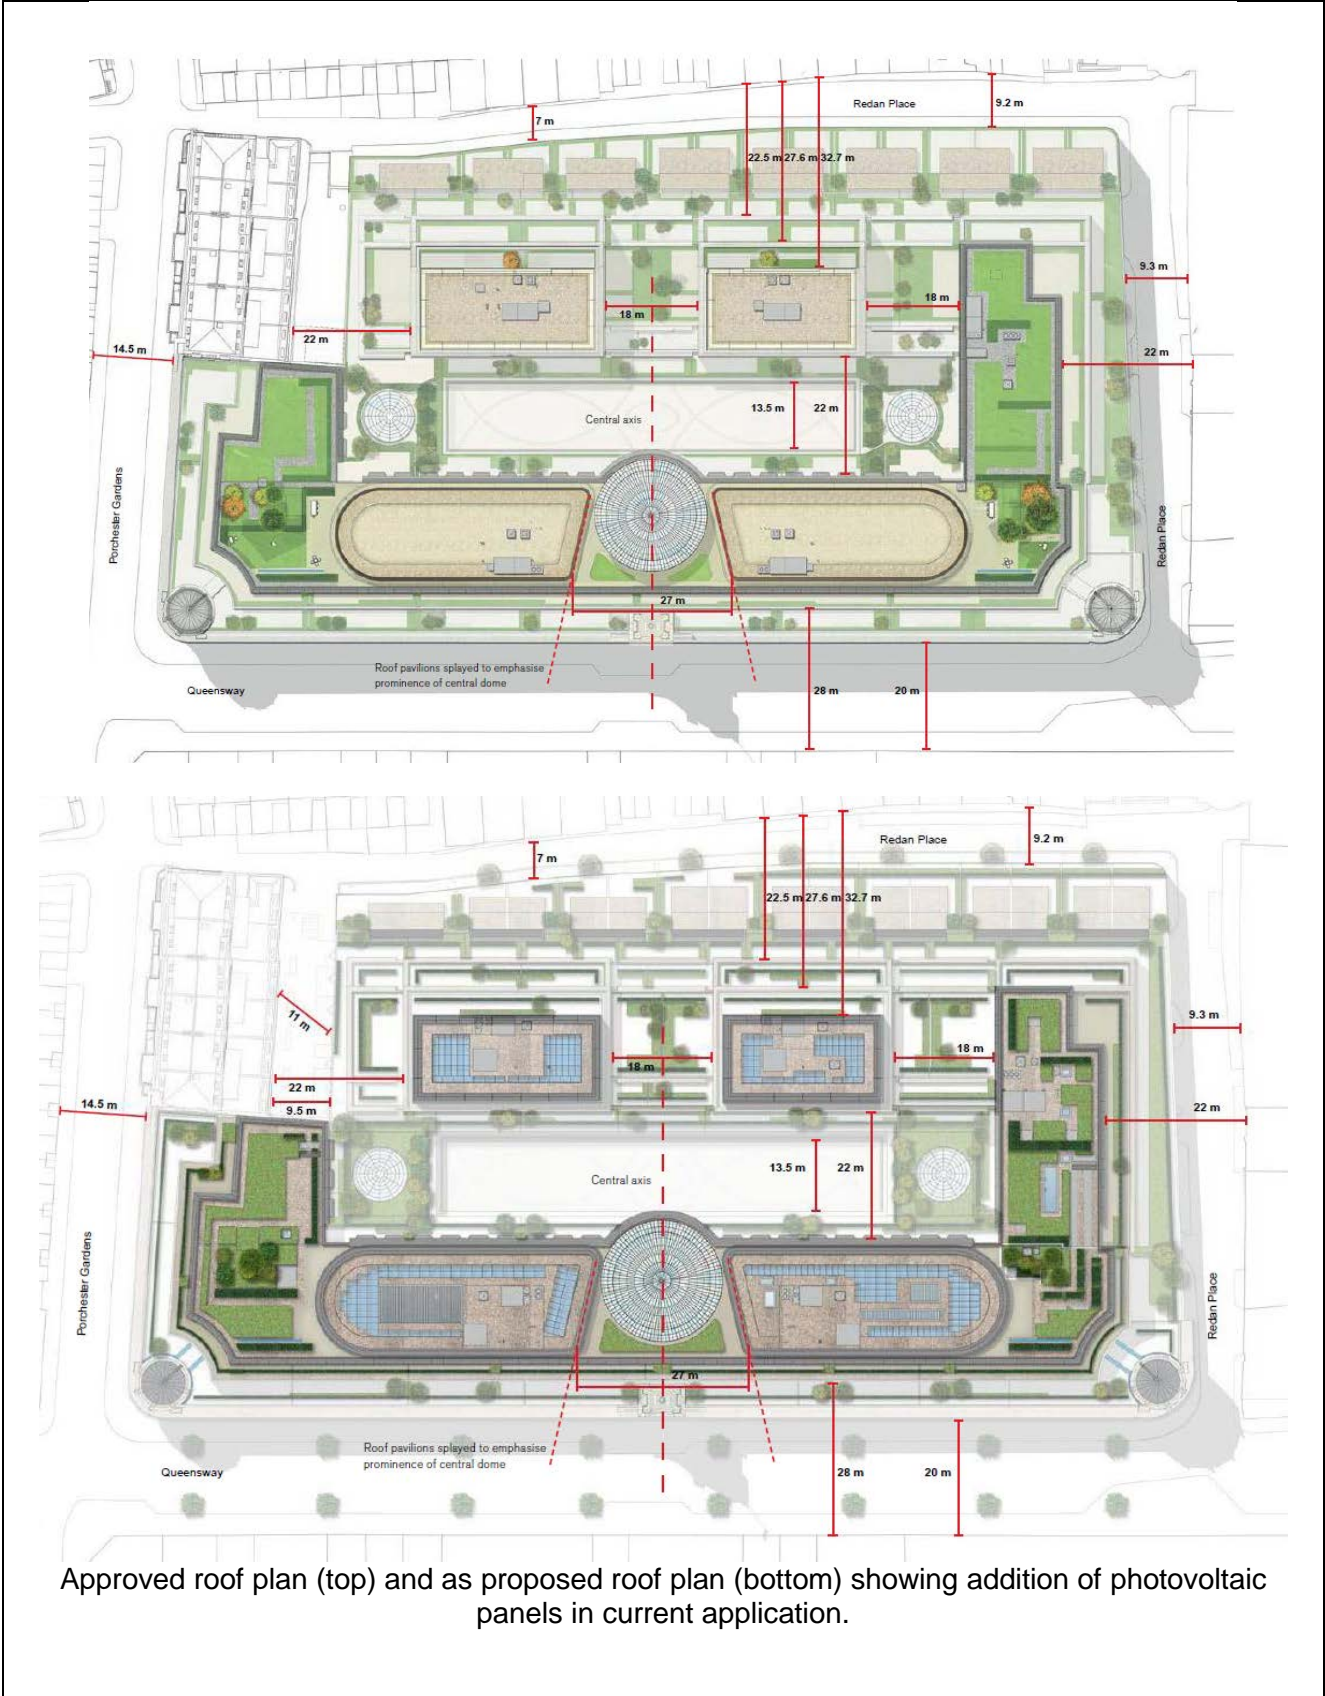 Redan Place
9.2 m
7 m
22.5 m 27.6 m 32.7 m
9.3 m
18 m
18 m
22 m
14.5 m
22 m
13.5 m
22 m
Central axis
Porchester Gardens
Redan Place
27 m
Roof pavilions splayed to emphasise
prominence of central dome
Queensway
28 m
20 m
Redan Place
9.2 m
7 m
22.5 m 27.6 m 32.7 m
11 m
9.3 m
18 m
18 m
22 m
9.5 m
14.5 m
22 m
13.5 m
22 m
Central axis
Porchester Gardens
Redan Place
27 m
Roof pavilions splayed to emphasise
prominence of central dome
Queensway
28 m
20 m
Approved roof plan (top) and as proposed roof plan (bottom) showing addition of photovoltaic
panels in current application.